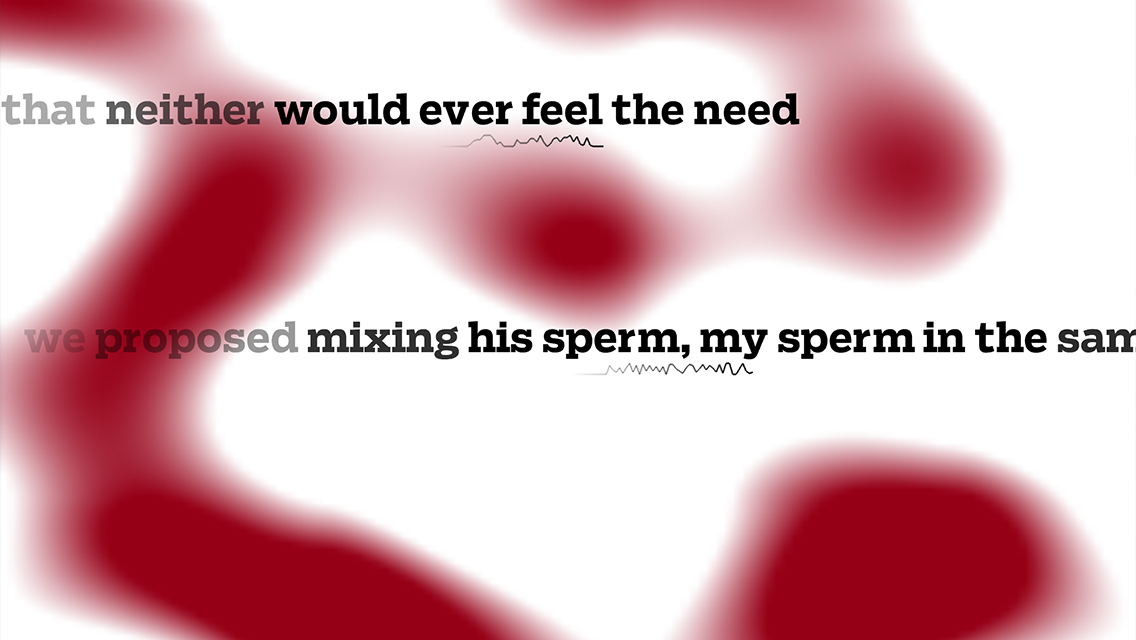 that neither would ever feel the need
we proposed mixing his sperm, my sperm in the sam